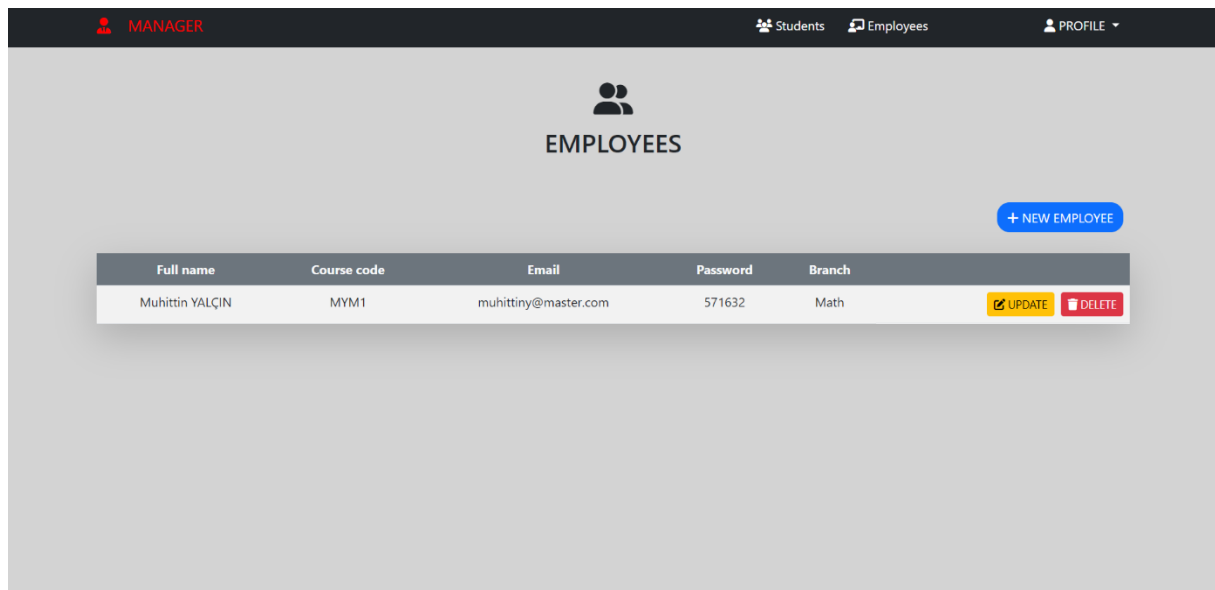 MANAGER Students Employees PROFILE
EMPLOYEES
+ NEW EMPLOYEE
Full name Course code Email Password Branch
Muhittin YALÇIN MYM1 muhittiny@master.com 571632 Math UPDATE DELETE